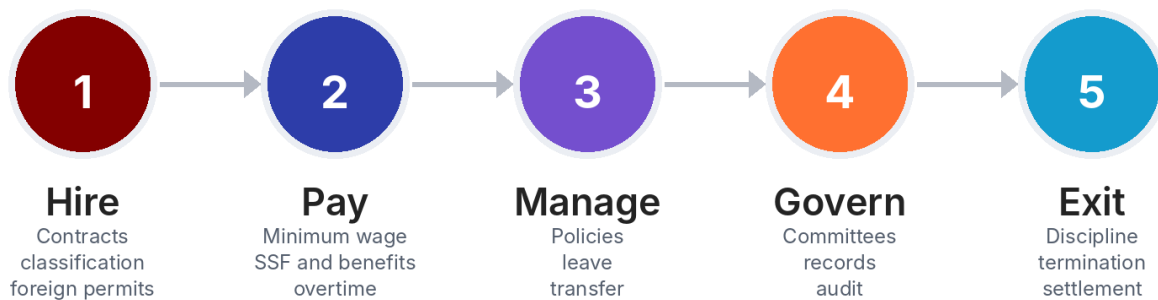 1
2
3
4
5
Hire
Contracts
classification
foreign permits
Pay
Minimum wage
SSF and benefits
overtime
Manage
Policies
leave
transfer
Govern
Committees
records
audit
Exit
Discipline
termination
settlement